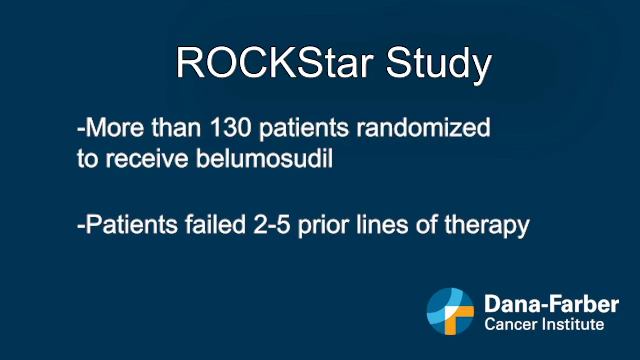 ROCKStar Study
-More than 130 patients randomized
to receive belumosudil
-Patients failed 2-5 prior lines of therapy
Dana-Farber
Cancer Institute